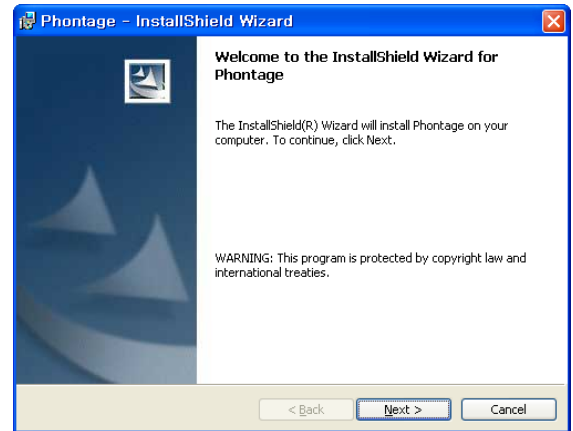 Phontage - InstallShield Wizard
Welcome to the InstallShield Wizard for
Phontage
The InstallShield(R) Wizard will install Phontage on your
computer. To continue, click Next.
WARNING: This program is protected by copyright law and
international treaties.
< Back Next > Cancel